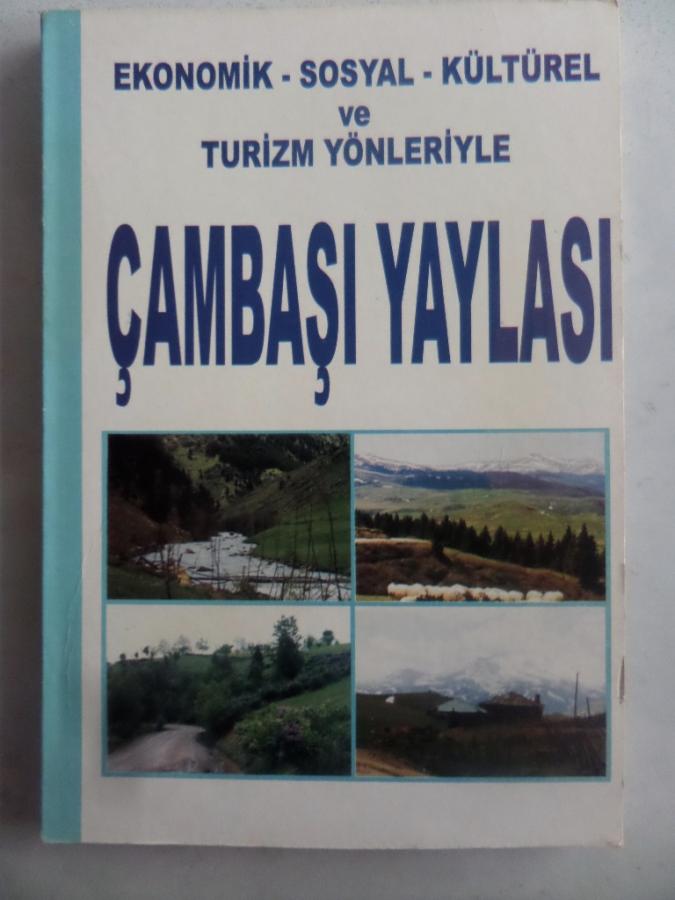 EKONOMİK - SOSYAL - KÜLTÜREL
ve
TURİZM YÖNLERİYLE
ÇAMBAŞI YAYLASI